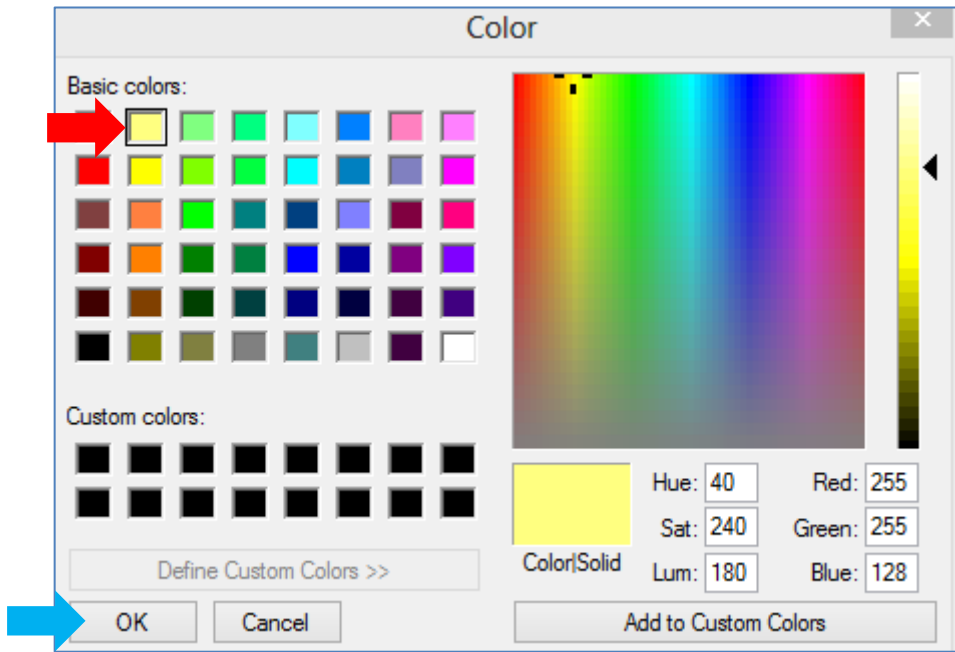 Color
Basic colors:
Custom colors:
Define Custom Colors >>
OK
Cancel
Color|Solid
Hue: 40
Sat: 240
Lum: 180
Red: 255
Green: 255
Blue: 128
Add to Custom Colors